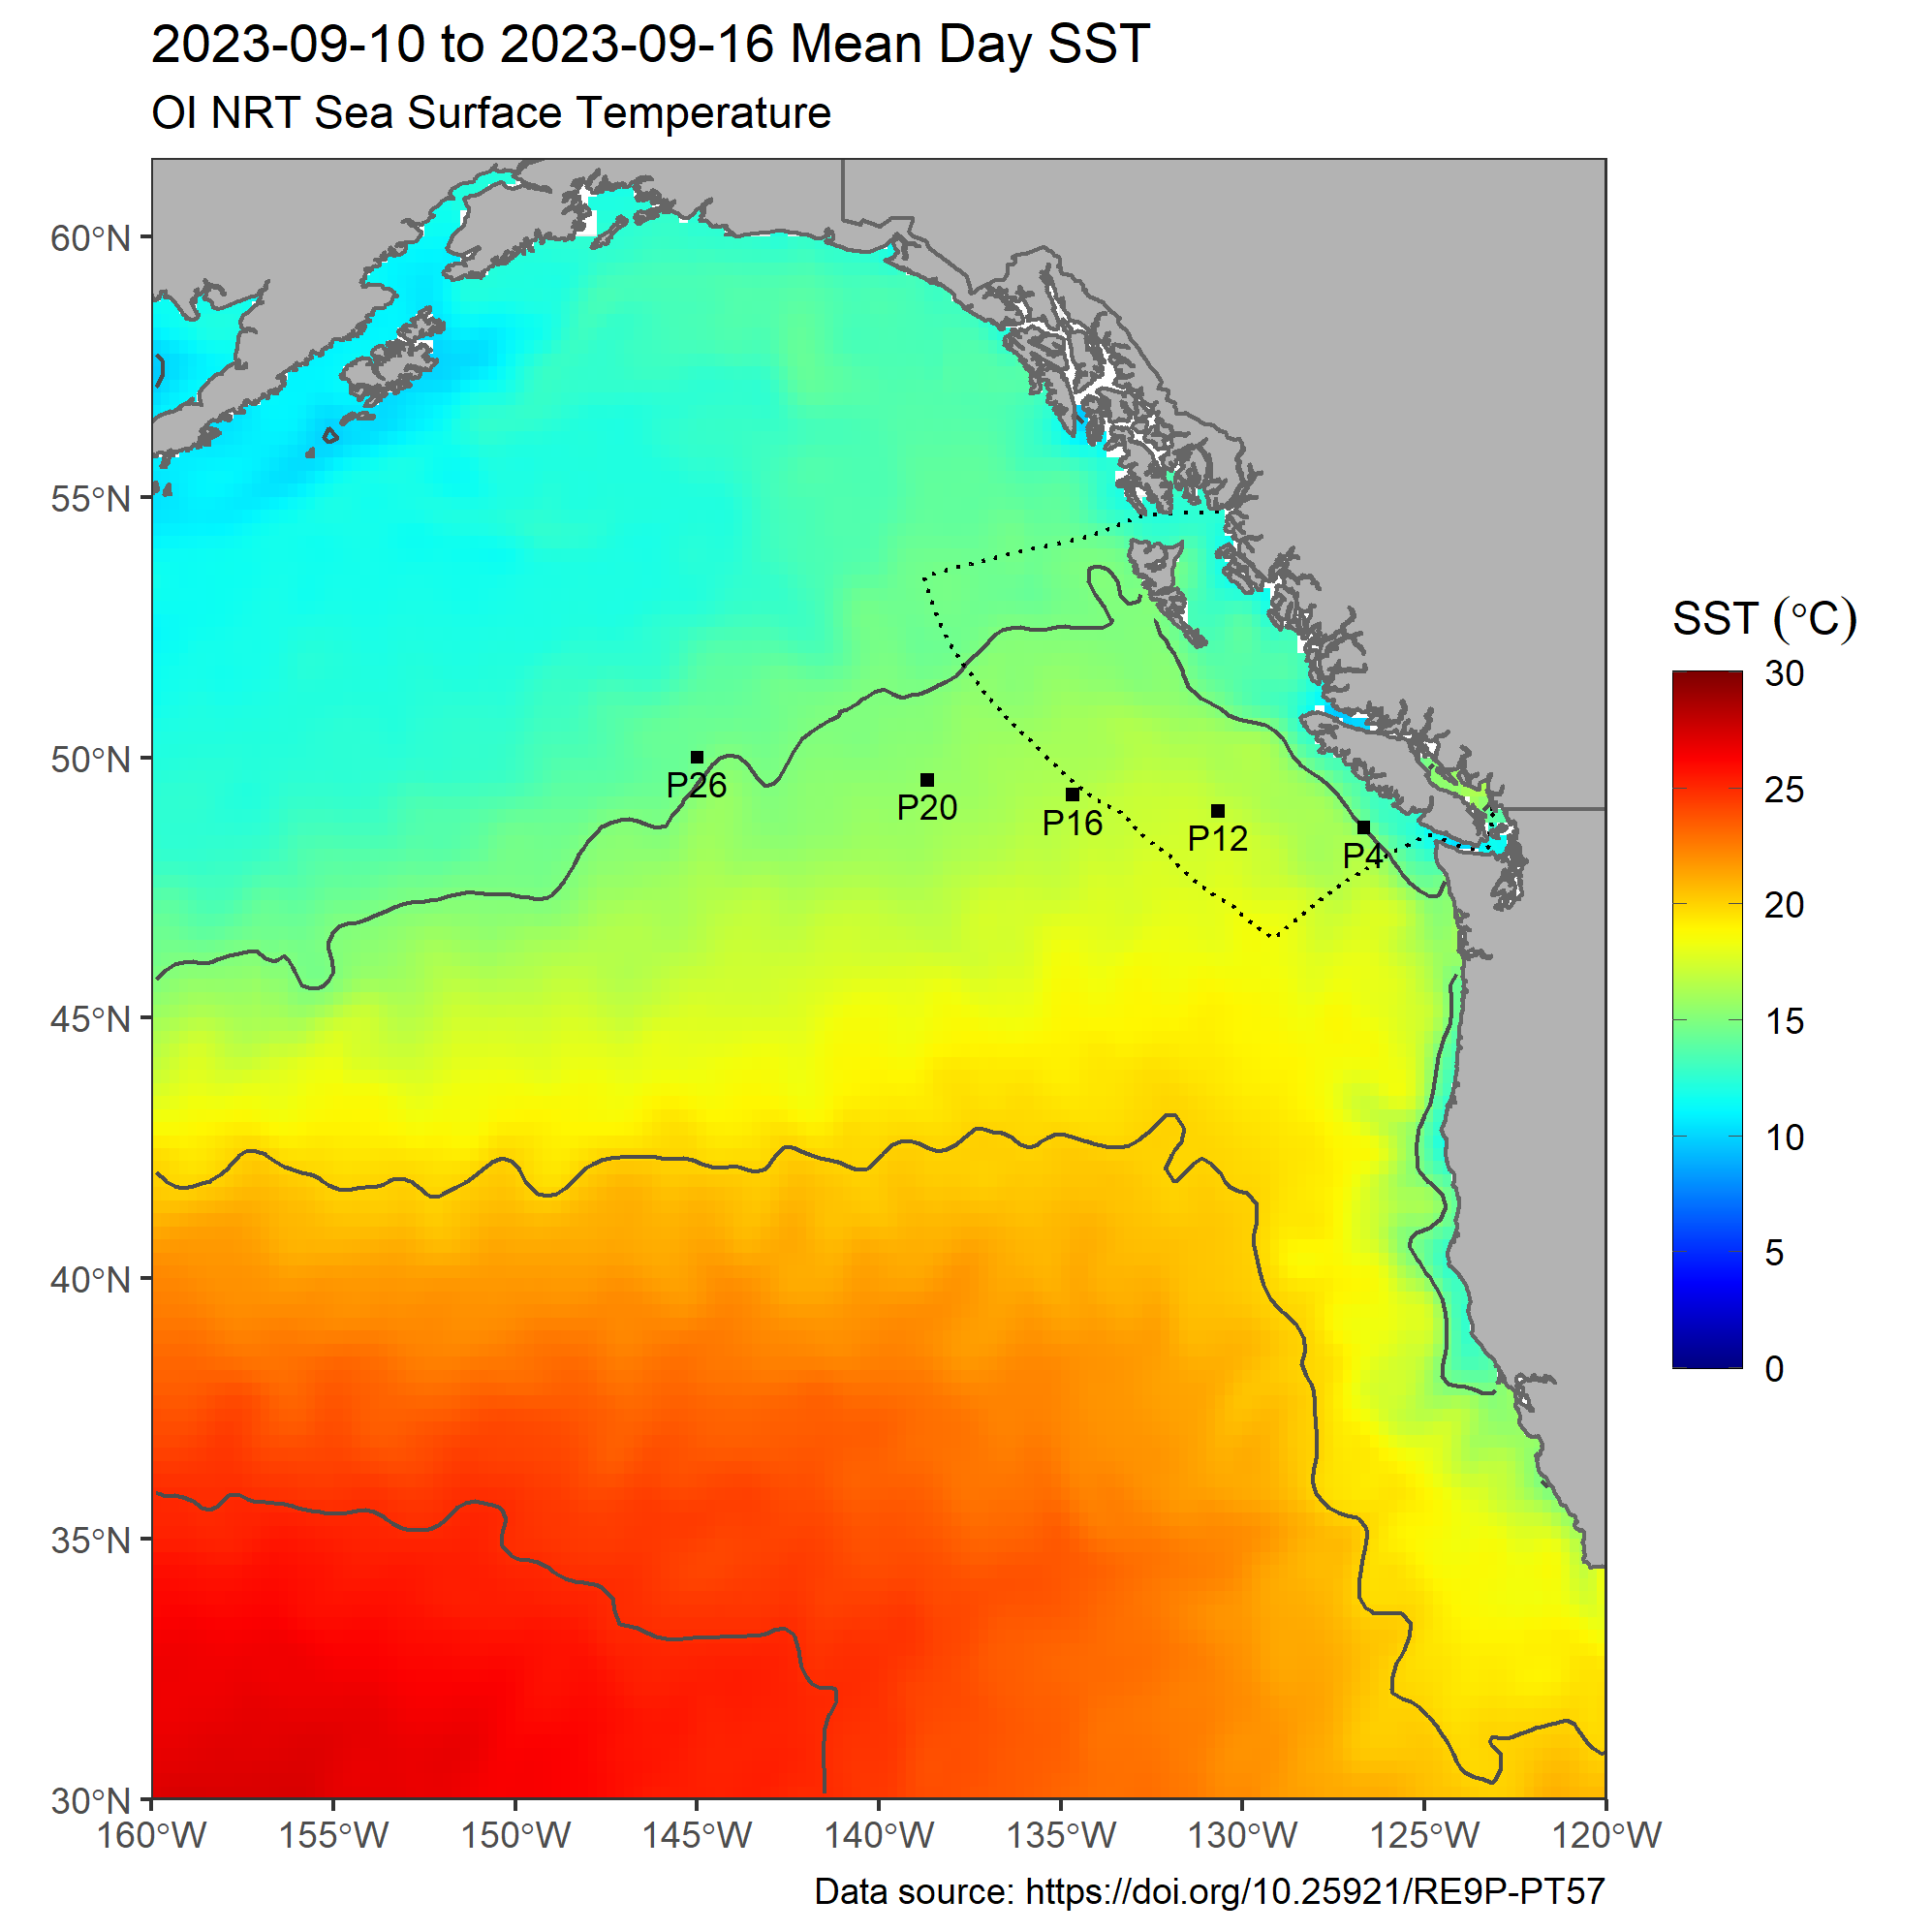 2023-09-10 to 2023-09-16 Mean Day SST
OI NRT Sea Surface Temperature
60°N
55°N
50°N
45°N
40°N
35°N
30°N
P26
P20
P16
P12
P4
SST (°C)
30
25
20
15
10
5
0
160°W
155°W
150°W
145°W
140°W
135°W
130°W
125°W
120°W
Data source: https://doi.org/10.25921/RE9P-PT57